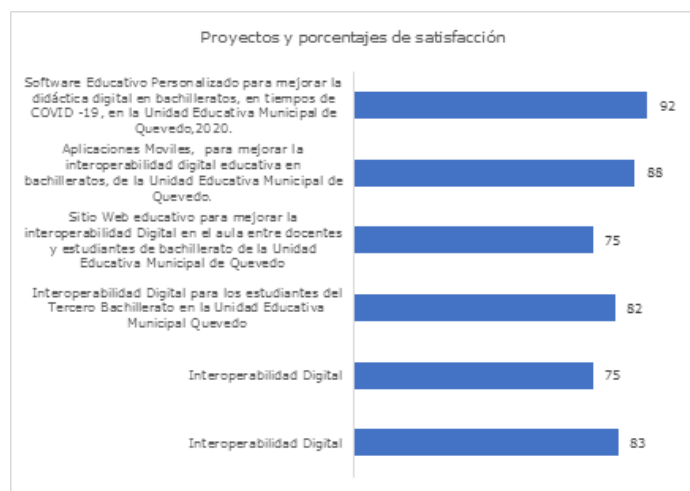 Proyectos y porcentajes de satisfacción
Software Educativo Personalizado para mejorar la
didáctica digital en bachilleratos, en tiempos de
COVID -19, en la Unidad Educativa Municipal de
Quevedo,2020.
92
Aplicaciones Moviles,  para mejorar la
interoperabilidad digital educativa en
bachilleratos, de la Unidad Educativa Municipal de
Quevedo.
88
Sitio Web educativo para mejorar la
interoperabilidad Digital en el aula entre docentes
y estudiantes de bachillerato de la Unidad
Educativa Municipal de Quevedo
75
Interoperabilidad Digital para los estudiantes del
Tercero Bachillerato en la Unidad Educativa
Municipal Quevedo
82
Interoperabilidad Digital
75
Interoperabilidad Digital
83